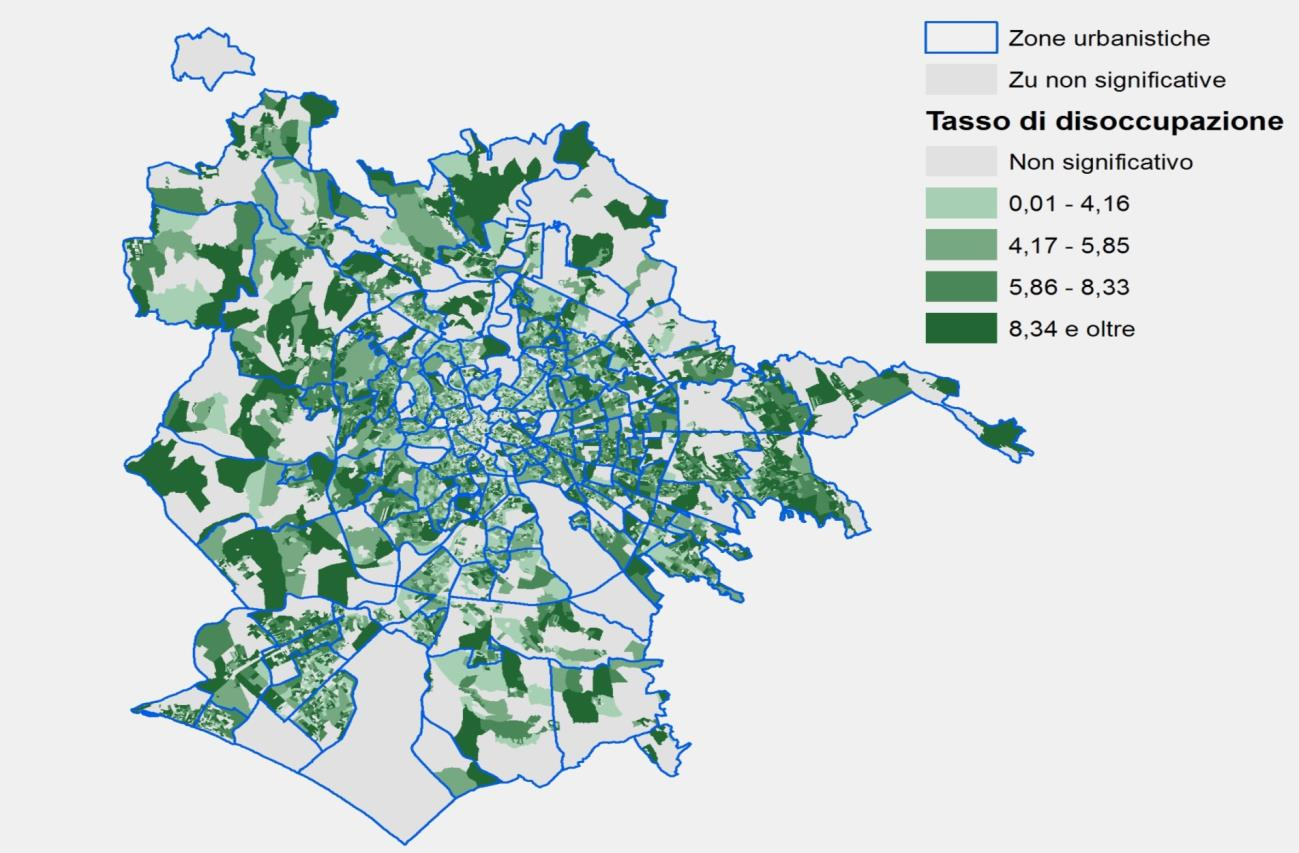 Zone urbanistiche
Zu non significative
Tasso di disoccupazione
Non significativo
0,01 - 4,16
4,17 - 5,85
5,86 - 8,33
8,34 e oltre